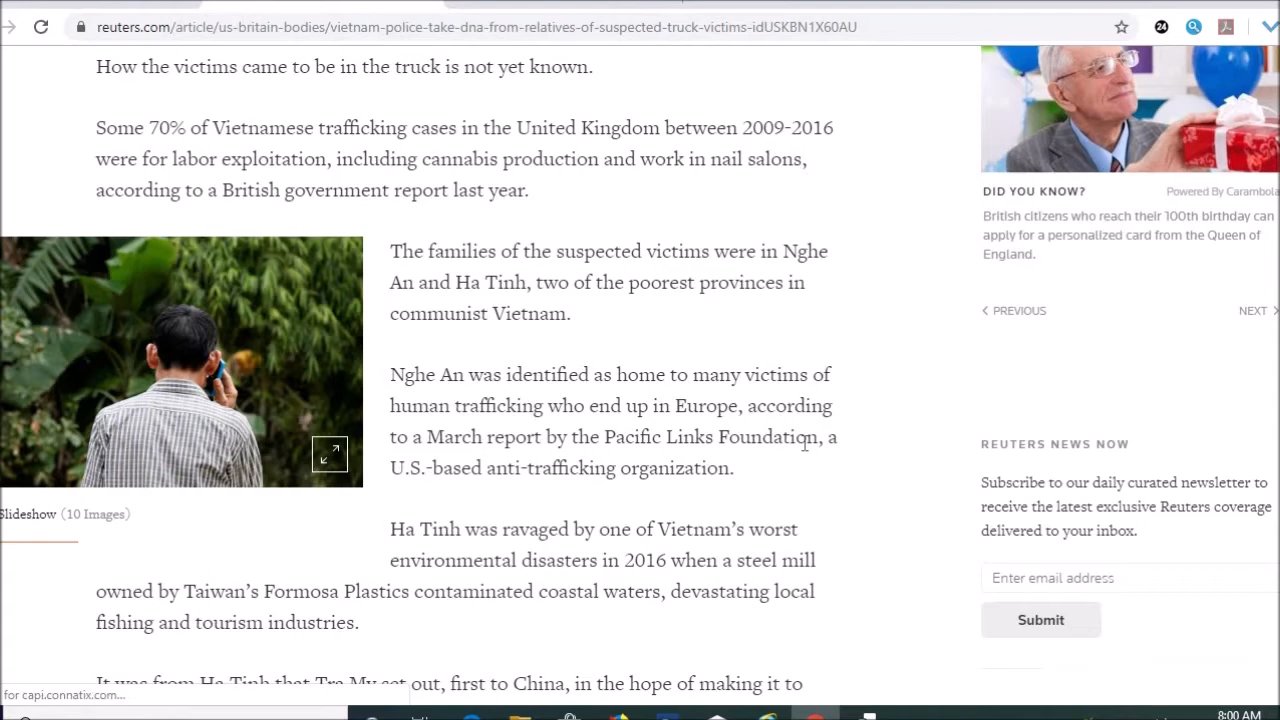 reuters.com/article/us-britain-bodies/vietnam-police-take-dna-from-relatives-of-suspected-truck-victims-idUSKBN1X60AU
24
How the victims came to be in the truck is not yet known.
Some 70% of Vietnamese trafficking cases in the United Kingdom between 2009-2016
were for labor exploitation, including cannabis production and work in nail salons,
according to a British government report last year.
The families of the suspected victims were in Nghe
An and Ha Tinh, two of the poorest provinces in
communist Vietnam.
Nghe An was identified as home to many victims of
human trafficking who end up in Europe, according
to a March report by the Pacific Links Foundation, a
U.S.-based anti-trafficking organization.
Slideshow (10 Images)
Ha Tinh was ravaged by one of Vietnam's worst
environmental disasters in 2016 when a steel mill
owned by Taiwan's Formosa Plastics contaminated coastal waters, devastating local
fishing and tourism industries.
It was from Ha Tinh that Tra My set out, first to China, in the hope of making it to
DID YOU KNOW?
Powered By Carambola
British citizens who reach their 100th birthday can
apply for a personalized card from the Queen of
England.
< PREVIOUS
NEXT >
REUTERS NEWS NOW
Subscribe to our daily curated newsletter to
receive the latest exclusive Reuters coverage
delivered to your inbox.
Enter email address
Submit
for capi.connatix.com...
8:00 AM